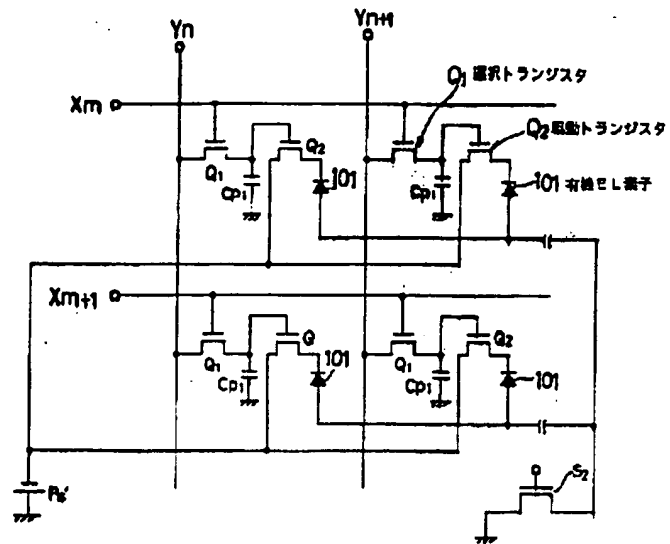 Yn Yn+1
Q1 選択トランジスタ
Xm
Q2 駆動トランジスタ
Q1 Q2
Cp1 101 Cp1 101 有機EL素子
Xm+1
Q1 Q Q1 Q2
Cp1 101 Cp1 101
S2